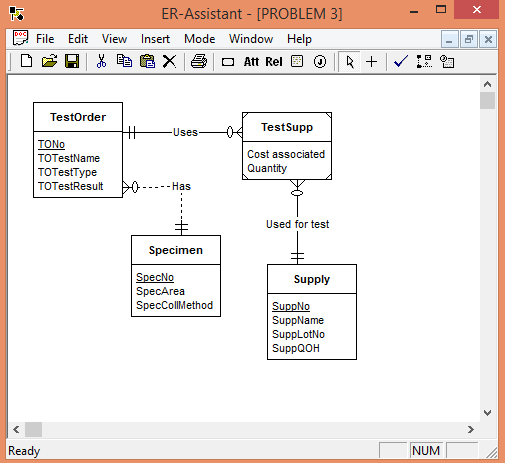 ER-Assistant - [PROBLEM 3]
DOC File Edit View Insert Mode Window Help
Att Rel J
TestOrder
TONo
TOTestName
TOTestType
TOTestResult
Uses
TestSupp
Cost associated
Quantity
Has
Specimen
SpecNo
SpecArea
SpecCollMethod
Used for test
Supply
SuppNo
SuppName
SuppLotNo
SuppQOH
Ready
NUM